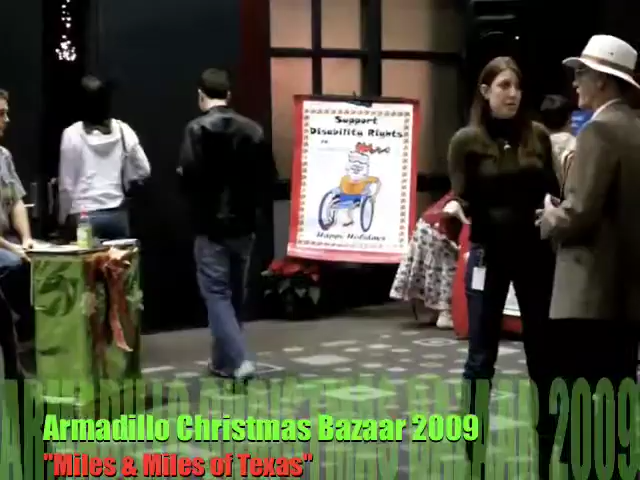 Support
Disability Rights
Happy Holidays
Armadillo Christmas Bazaar 2009
"Miles & Miles of Texas"
ARMADILLO CHRISTMAS BAZAAR 2009